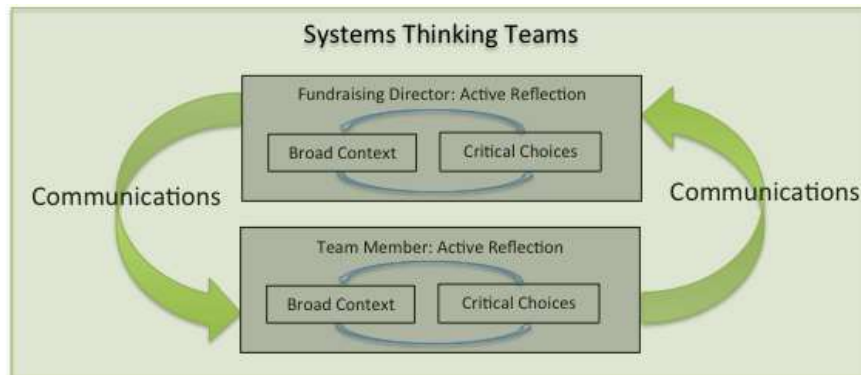 Systems Thinking Teams
Fundraising Director: Active Reflection
Broad Context
Critical Choices
Communications
Communications
Team Member: Active Reflection
Broad Context
Critical Choices